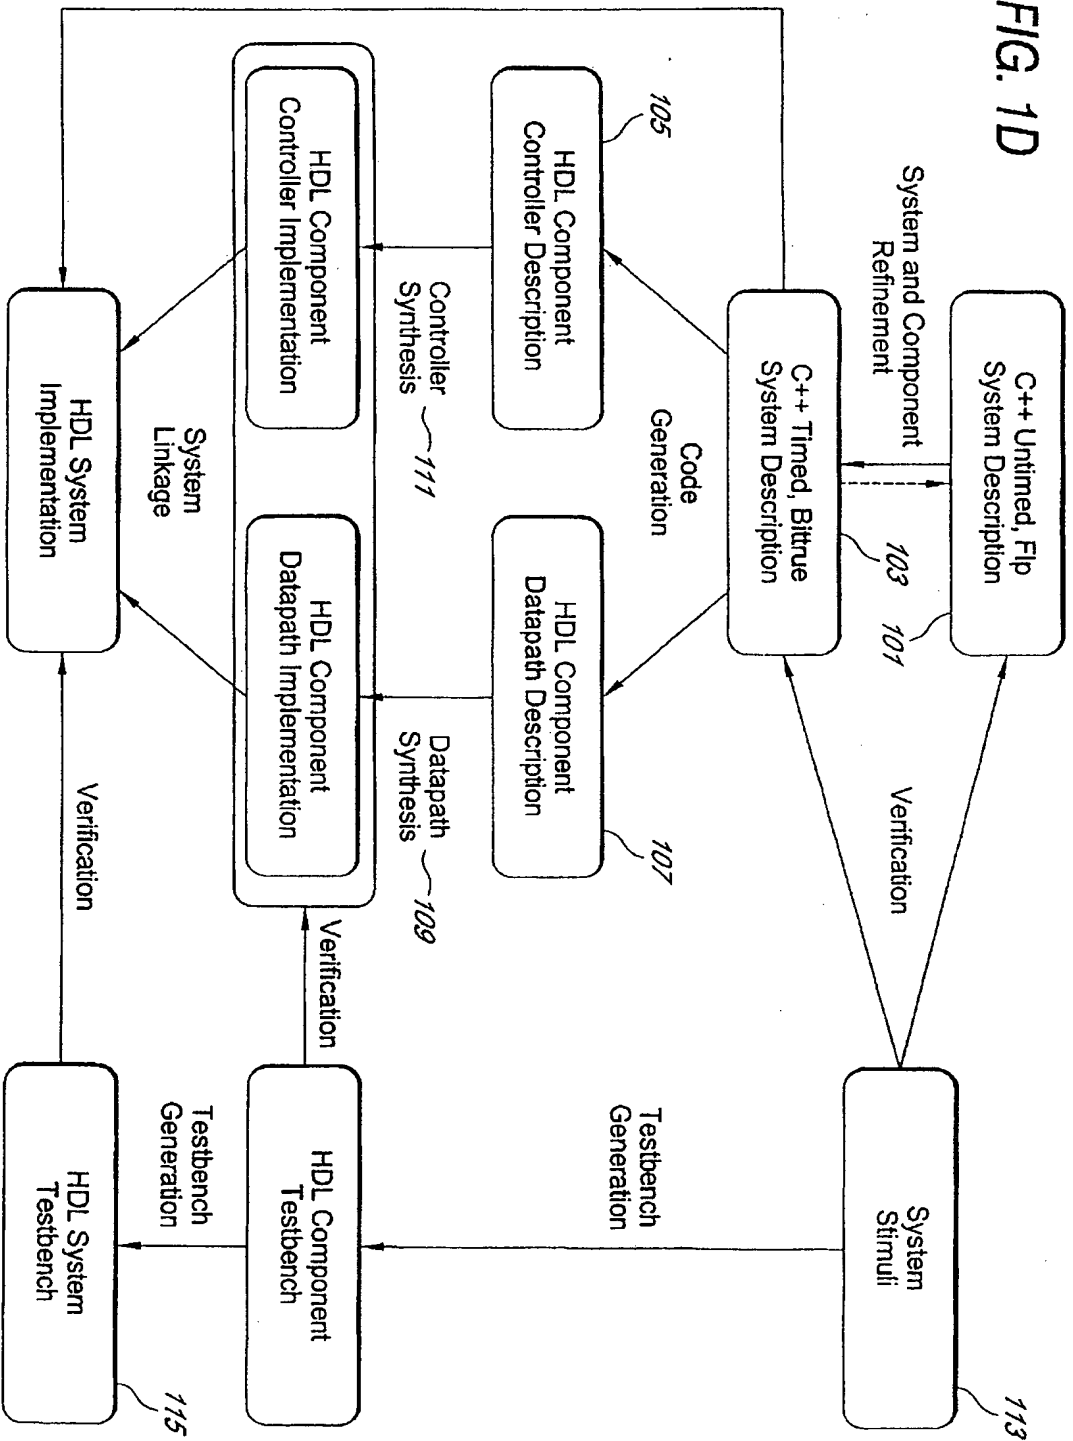 FIG. 1D
C++ Untimed, Flp
System Description
101
System and Component
Refinement
C++ Timed, Bittrue
System Description
103
Verification
System
Stimuli
113
Code
Generation
105
HDL Component
Controller Description
HDL Component
Datapath Description
107
Testbench
Generation
Controller
Synthesis
111
Datapath
Synthesis
109
HDL Component
Controller Implementation
HDL Component
Datapath Implementation
Verification
HDL Component
Testbench
System
Linkage
Testbench
Generation
HDL System
Implementation
Verification
HDL System
Testbench
115